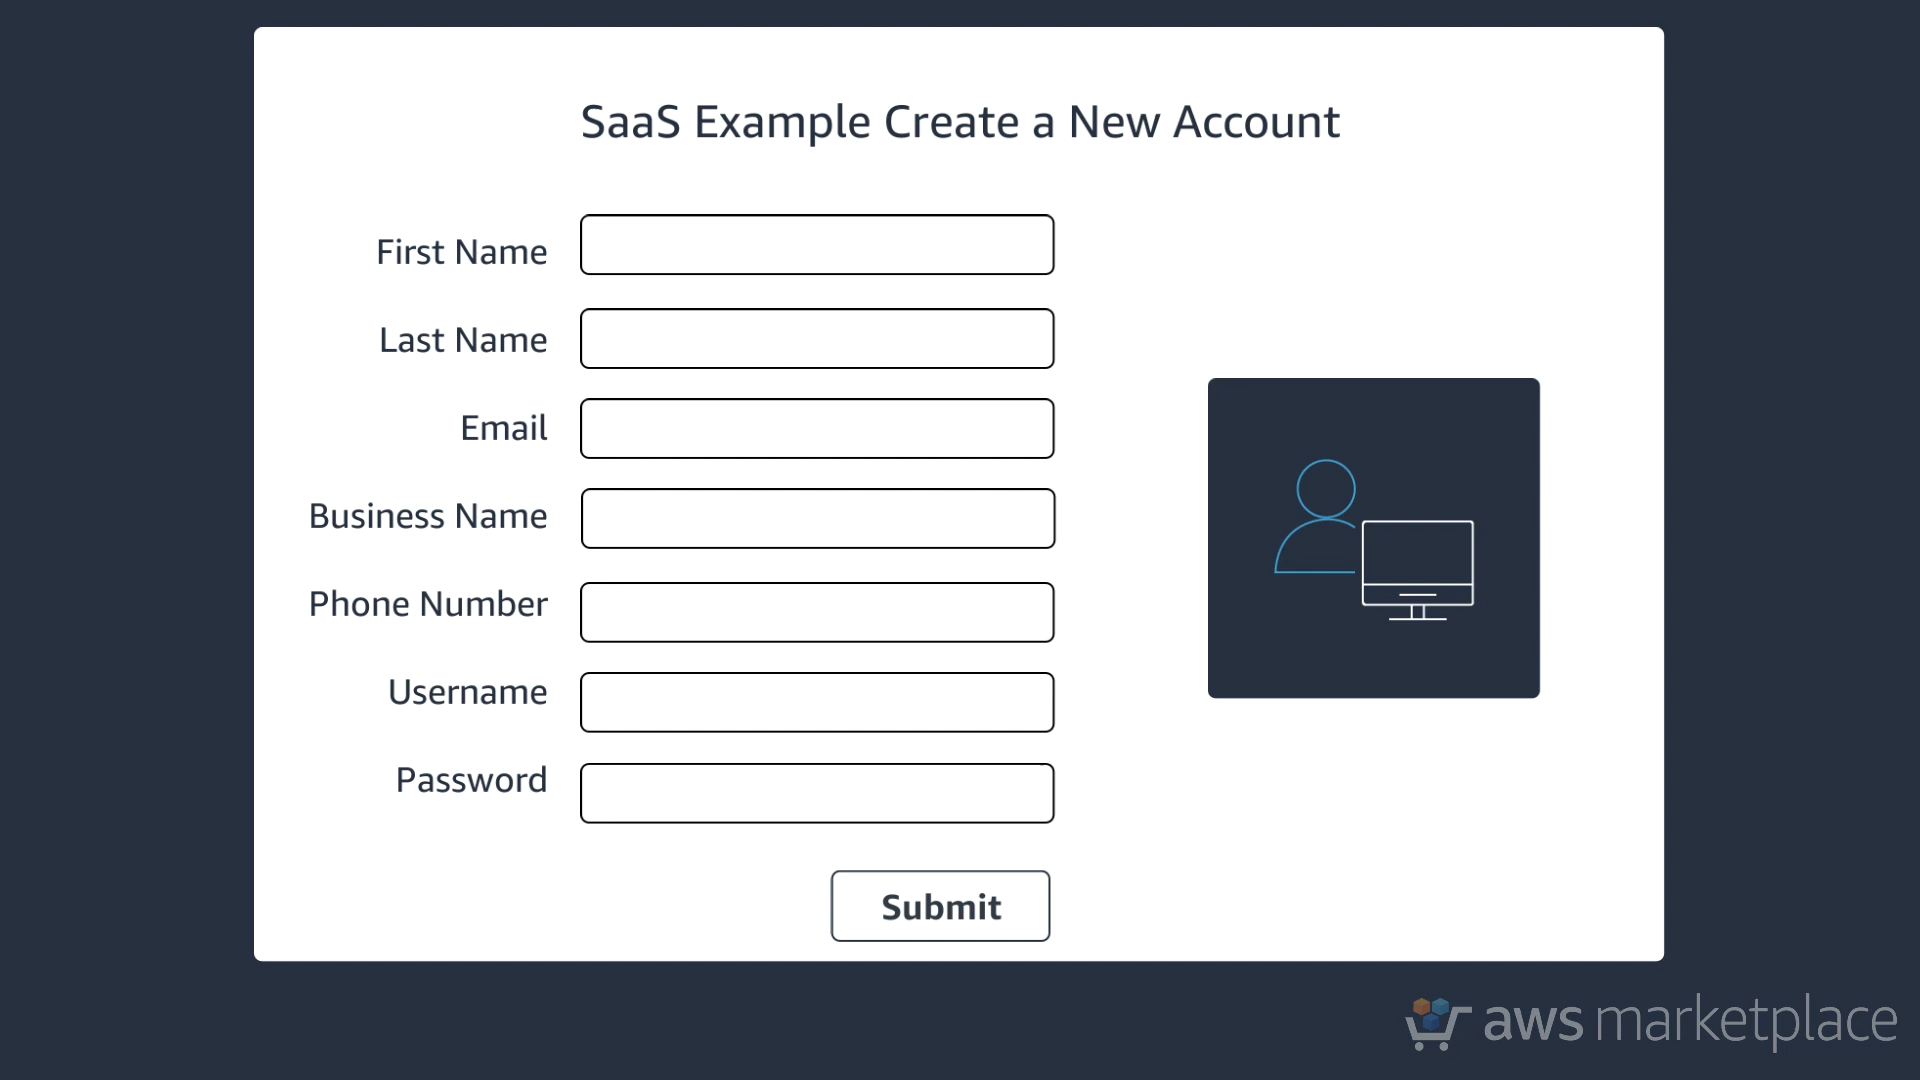 SaaS Example Create a New Account
First Name
Last Name
Email
Business Name
Phone Number
Username
Password
Submit
aws marketplace